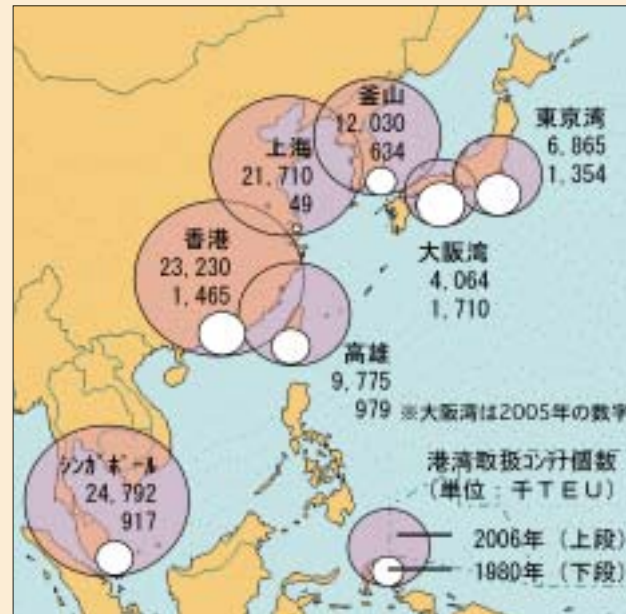 釜山
12,030
634
東京湾
6,865
1,354
上海
21,710
49
大阪湾
4,064
1,710
香港
23,230
1,465
高雄
9,775
979
※大阪湾は2005年の数字
シンガポール
24,792
917
港湾取扱コンテナ個数
(単位：千TEU)
2006年（上段）
1980年（下段）